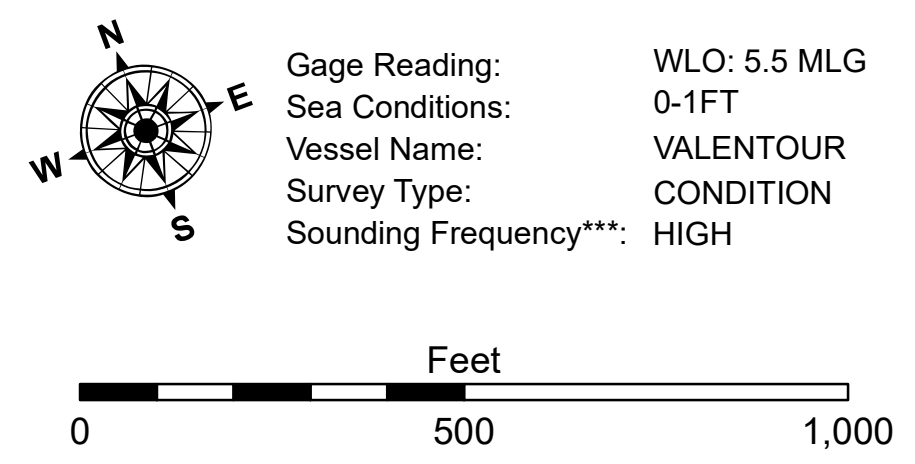 N
E
W
S
Gage Reading: WLO: 5.5 MLG
Sea Conditions: 0-1FT
Vessel Name: VALENTOUR
Survey Type: CONDITION
Sounding Frequency***: HIGH
Feet
0 500 1,000